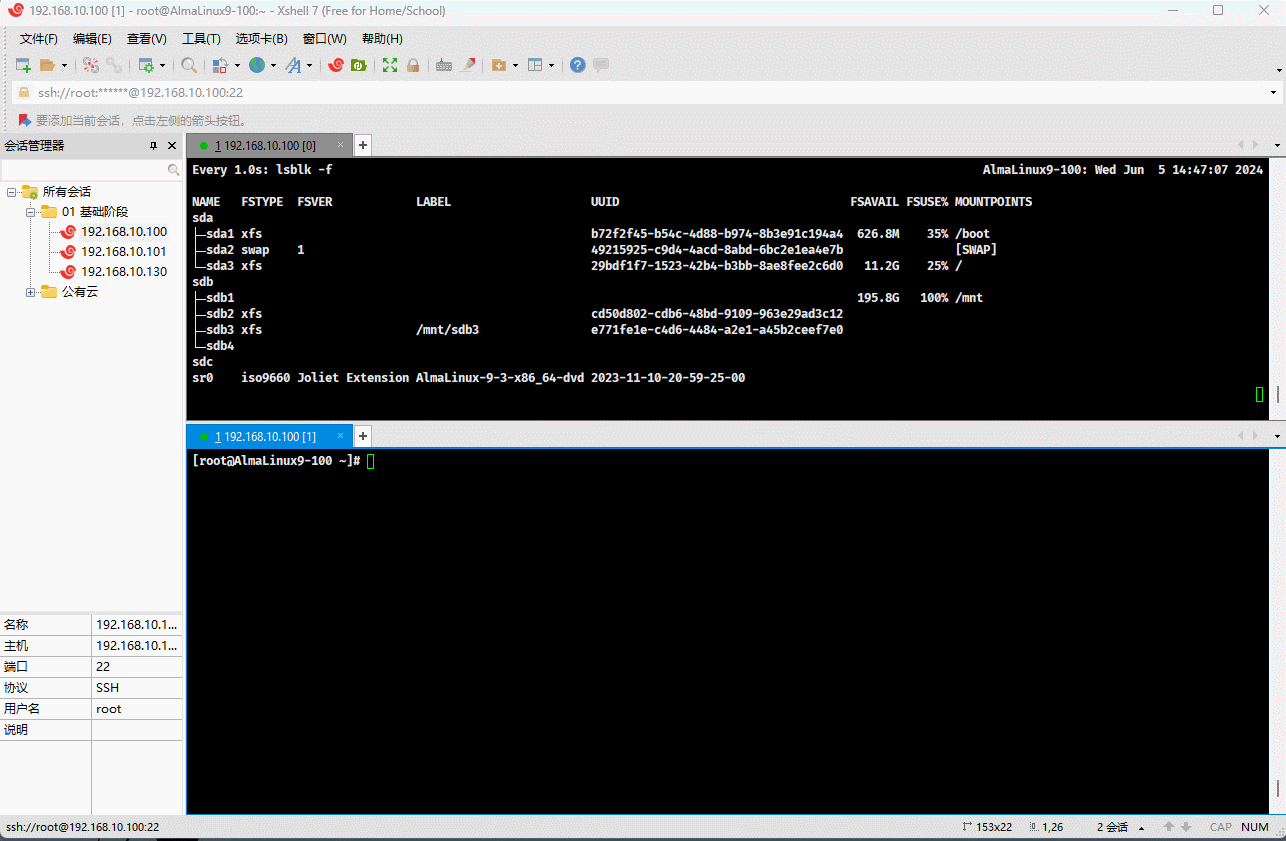 192.168.10.100 [1] - root@AlmaLinux9-100:~ - Xshell 7 (Free for Home/School)
文件(F) 编辑(E) 查看(V) 工具(T) 选项卡(B) 窗口(W) 帮助(H)
ssh://root:******@192.168.10.100:22
要添加当前会话，点击左侧的箭头按钮。
会话管理器
所有会话
01 基础阶段
192.168.10.100
192.168.10.101
192.168.10.130
公有云
名称 192.168.10.1...
主机 192.168.10.1...
端口 22
协议 SSH
用户名 root
说明
1 192.168.10.100 [0] × +
Every 1.0s: lsblk -f AlmaLinux9-100: Wed Jun  5 14:47:07 2024
NAME FSTYPE FSVER LABEL UUID FSAVAIL FSUSE% MOUNTPOINTS
sda
├─sda1 xfs b72f2f45-b54c-4d88-b974-8b3e91c194a4 626.8M 35% /boot
├─sda2 swap 1 49215925-c9d4-4acd-8abd-6bc2e1ea4e7b [SWAP]
└─sda3 xfs 29bdf1f7-1523-42b4-b3bb-8ae8fee2c6d0 11.2G 25% /
sdb
├─sdb1 195.8G 100% /mnt
├─sdb2 xfs cd50d802-cdb6-48bd-9109-963e29ad3c12
├─sdb3 xfs /mnt/sdb3 e771fe1e-c4d6-4484-a2e1-a45b2ceef7e0
└─sdb4
sdc
sr0 iso9660 Joliet Extension AlmaLinux-9-3-x86_64-dvd 2023-11-10-20-59-25-00
1 192.168.10.100 [1] × +
[root@AlmaLinux9-100 ~]#
ssh://root@192.168.10.100:22 153x22 1,26 2 会话 CAP NUM